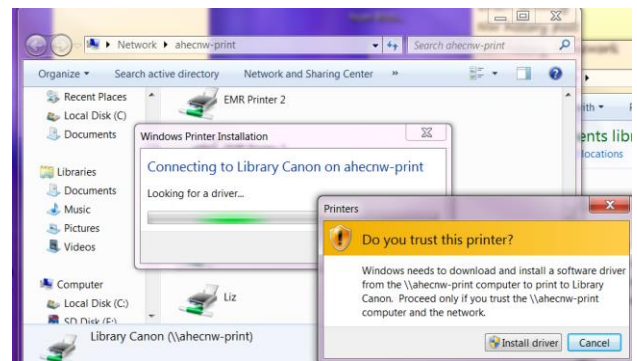 Network ▸ ahecnw-print
Search ahecnw-print
Organize
Search active directory
Network and Sharing Center
»
Recent Places
Local Disk (C)
Documents
Libraries
Documents
Music
Pictures
Videos
Computer
Local Disk (C:)
SD Disk (F:)
EMR Printer 2
Liz
Library Canon (\\ahecnw-print)
Windows Printer Installation
Connecting to Library Canon on ahecnw-print
Looking for a driver...
Printers
Do you trust this printer?
Windows needs to download and install a software driver
from the \\ahecnw-print computer to print to Library
Canon. Proceed only if you trust the \\ahecnw-print
computer and the network.
Install driver
Cancel
locations